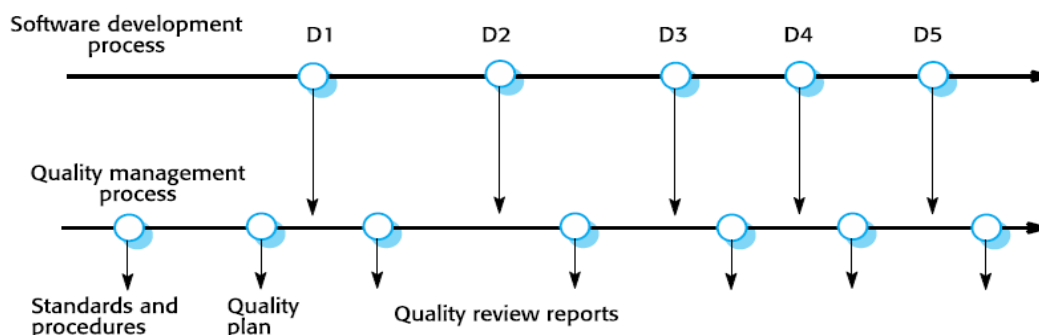 Software development
process
D1
D2
D3
D4
D5
Quality management
process
Standards and
procedures
Quality
plan
Quality review reports